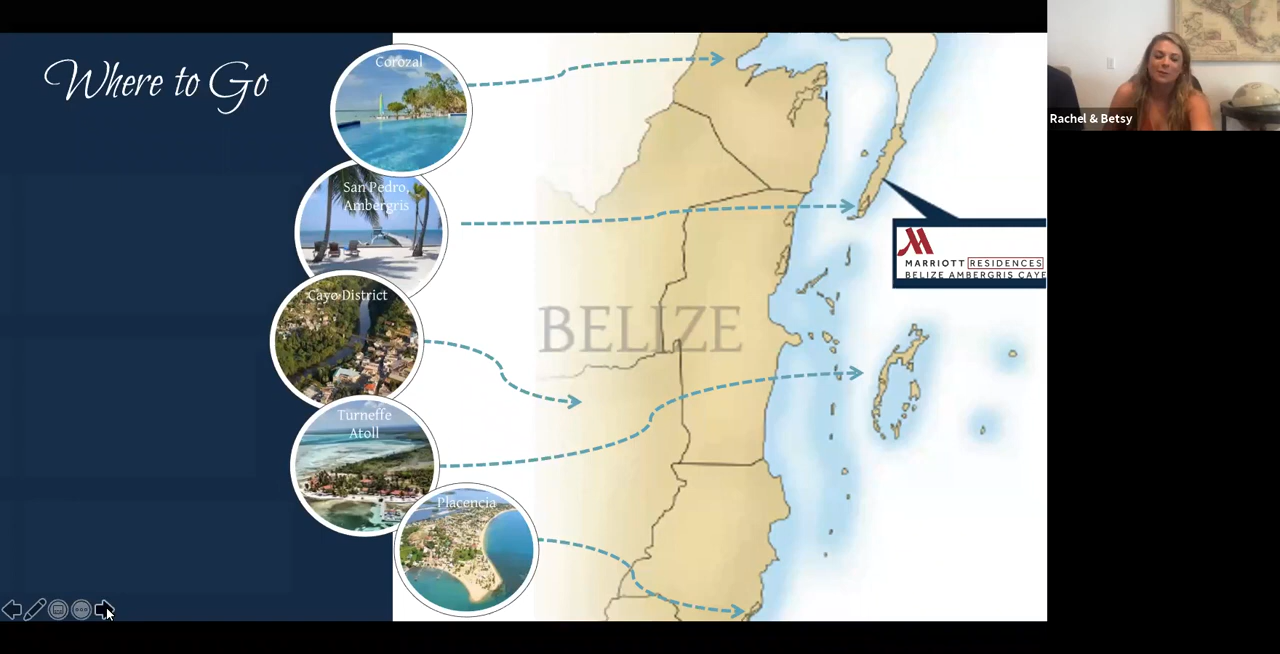 Where to Go
Corozal
San Pedro,
Ambergris
Cayo District
Turneffe
Atoll
Placencia
BELIZE
MARRIOTT RESIDENCES
BELIZE AMBERGRIS CAYE
Rachel & Betsy